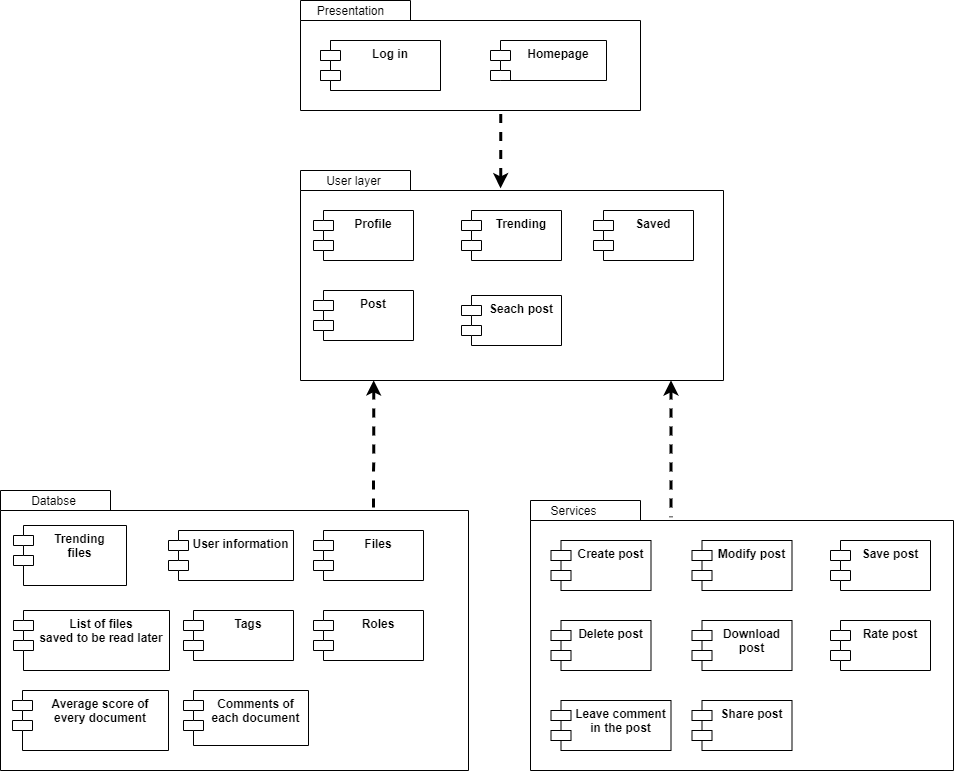 Presentation
Log in
Homepage
User layer
Profile
Trending
Saved
Post
Seach post
Databse
Trending
files
User information
Files
List of files
saved to be read later
Tags
Roles
Average score of
every document
Comments of
each document
Services
Create post
Modify post
Save post
Delete post
Download
post
Rate post
Leave comment
in the post
Share post